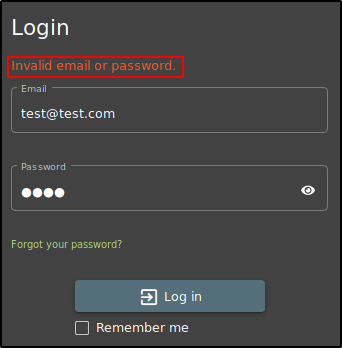 Login
Invalid email or password.
Email
test@test.com
Password
●●●●
Forgot your password?
Log in
Remember me